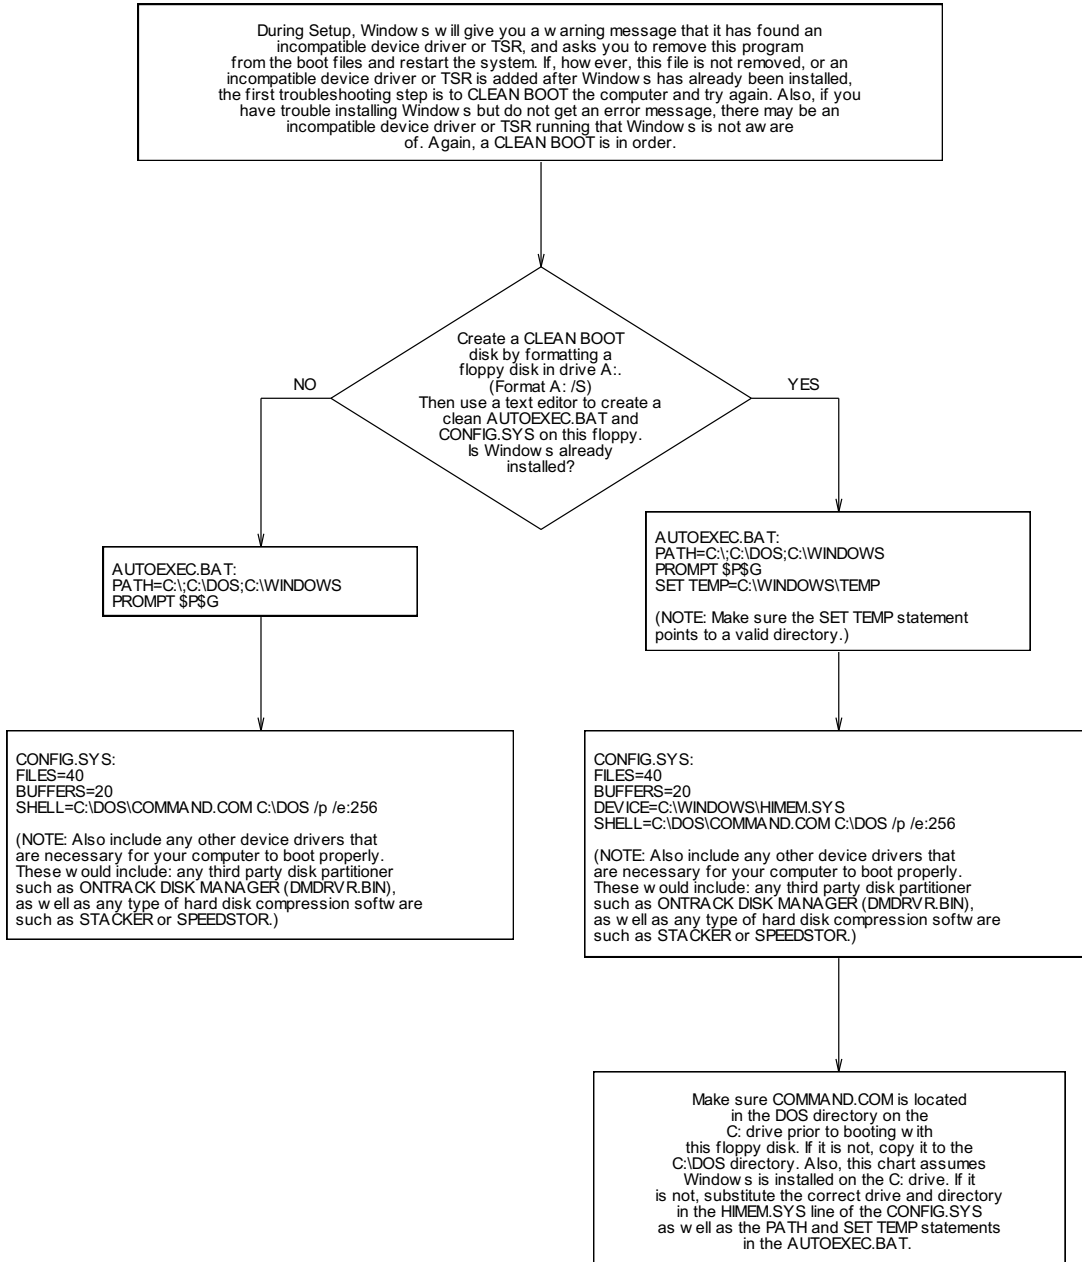 During Setup, Windows will give you a warning message that it has found an
incompatible device driver or TSR, and asks you to remove this program
from the boot files and restart the system. If, however, this file is not removed, or an
incompatible device driver or TSR is added after Windows has already been installed,
the first troubleshooting step is to CLEAN BOOT the computer and try again. Also, if you
have trouble installing Windows but do not get an error message, there may be an
incompatible device driver or TSR running that Windows is not aware
of. Again, a CLEAN BOOT is in order.
Create a CLEAN BOOT
disk by formatting a
floppy disk in drive A:.
(Format A: /S)
Then use a text editor to create a
clean AUTOEXEC.BAT and
CONFIG.SYS on this floppy.
Is Windows already
installed?
NO
YES
AUTOEXEC.BAT:
PATH=C:\;C:\DOS;C:\WINDOWS
PROMPT $P$G
AUTOEXEC.BAT:
PATH=C:\;C:\DOS;C:\WINDOWS
PROMPT $P$G
SET TEMP=C:\WINDOWS\TEMP
(NOTE: Make sure the SET TEMP statement
points to a valid directory.)
CONFIG.SYS:
FILES=40
BUFFERS=20
SHELL=C:\DOS\COMMAND.COM C:\DOS /p /e:256
(NOTE: Also include any other device drivers that
are necessary for your computer to boot properly.
These would include: any third party disk partitioner
such as ONTRACK DISK MANAGER (DMDRVR.BIN),
as well as any type of hard disk compression software
such as STACKER or SPEEDSTOR.)
CONFIG.SYS:
FILES=40
BUFFERS=20
DEVICE=C:\WINDOWS\HIMEM.SYS
SHELL=C:\DOS\COMMAND.COM C:\DOS /p /e:256
(NOTE: Also include any other device drivers that
are necessary for your computer to boot properly.
These would include: any third party disk partitioner
such as ONTRACK DISK MANAGER (DMDRVR.BIN),
as well as any type of hard disk compression software
such as STACKER or SPEEDSTOR.)
Make sure COMMAND.COM is located
in the DOS directory on the
C: drive prior to booting with
this floppy disk. If it is not, copy it to the
C:\DOS directory. Also, this chart assumes
Windows is installed on the C: drive. If it
is not, substitute the correct drive and directory
in the HIMEM.SYS line of the CONFIG.SYS
as well as the PATH and SET TEMP statements
in the AUTOEXEC.BAT.